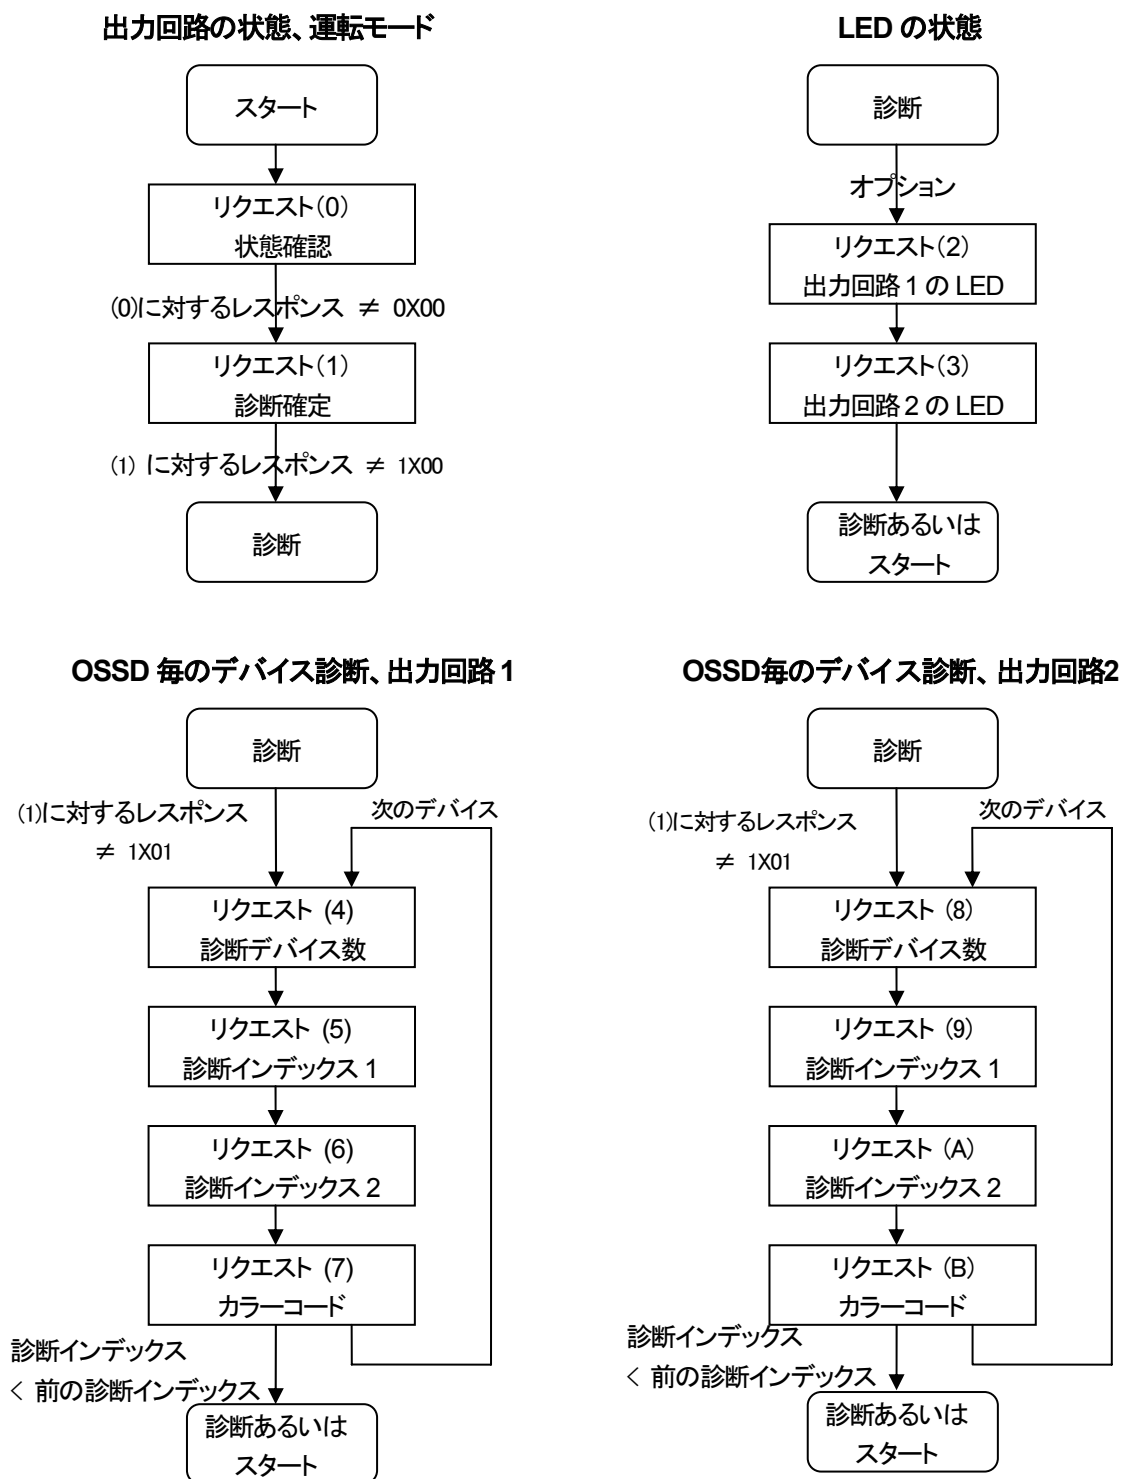 出力回路の状態、運転モード
スタート
リクエスト(0)
状態確認
(0)に対するレスポンス ≠ 0X00
リクエスト(1)
診断確定
(1) に対するレスポンス ≠ 1X00
診断
LED の状態
診断
オプション
リクエスト(2)
出力回路 1 の LED
リクエスト(3)
出力回路 2 の LED
診断あるいは
スタート
OSSD 毎のデバイス診断、出力回路 1
診断
(1)に対するレスポンス
≠ 1X01
次のデバイス
リクエスト (4)
診断デバイス数
リクエスト (5)
診断インデックス 1
リクエスト (6)
診断インデックス 2
リクエスト (7)
カラーコード
診断インデックス
< 前の診断インデックス
診断あるいは
スタート
OSSD毎のデバイス診断、出力回路2
診断
(1)に対するレスポンス
≠ 1X01
次のデバイス
リクエスト (8)
診断デバイス数
リクエスト (9)
診断インデックス 1
リクエスト (A)
診断インデックス 2
リクエスト (B)
カラーコード
診断インデックス
< 前の診断インデックス
診断あるいは
スタート